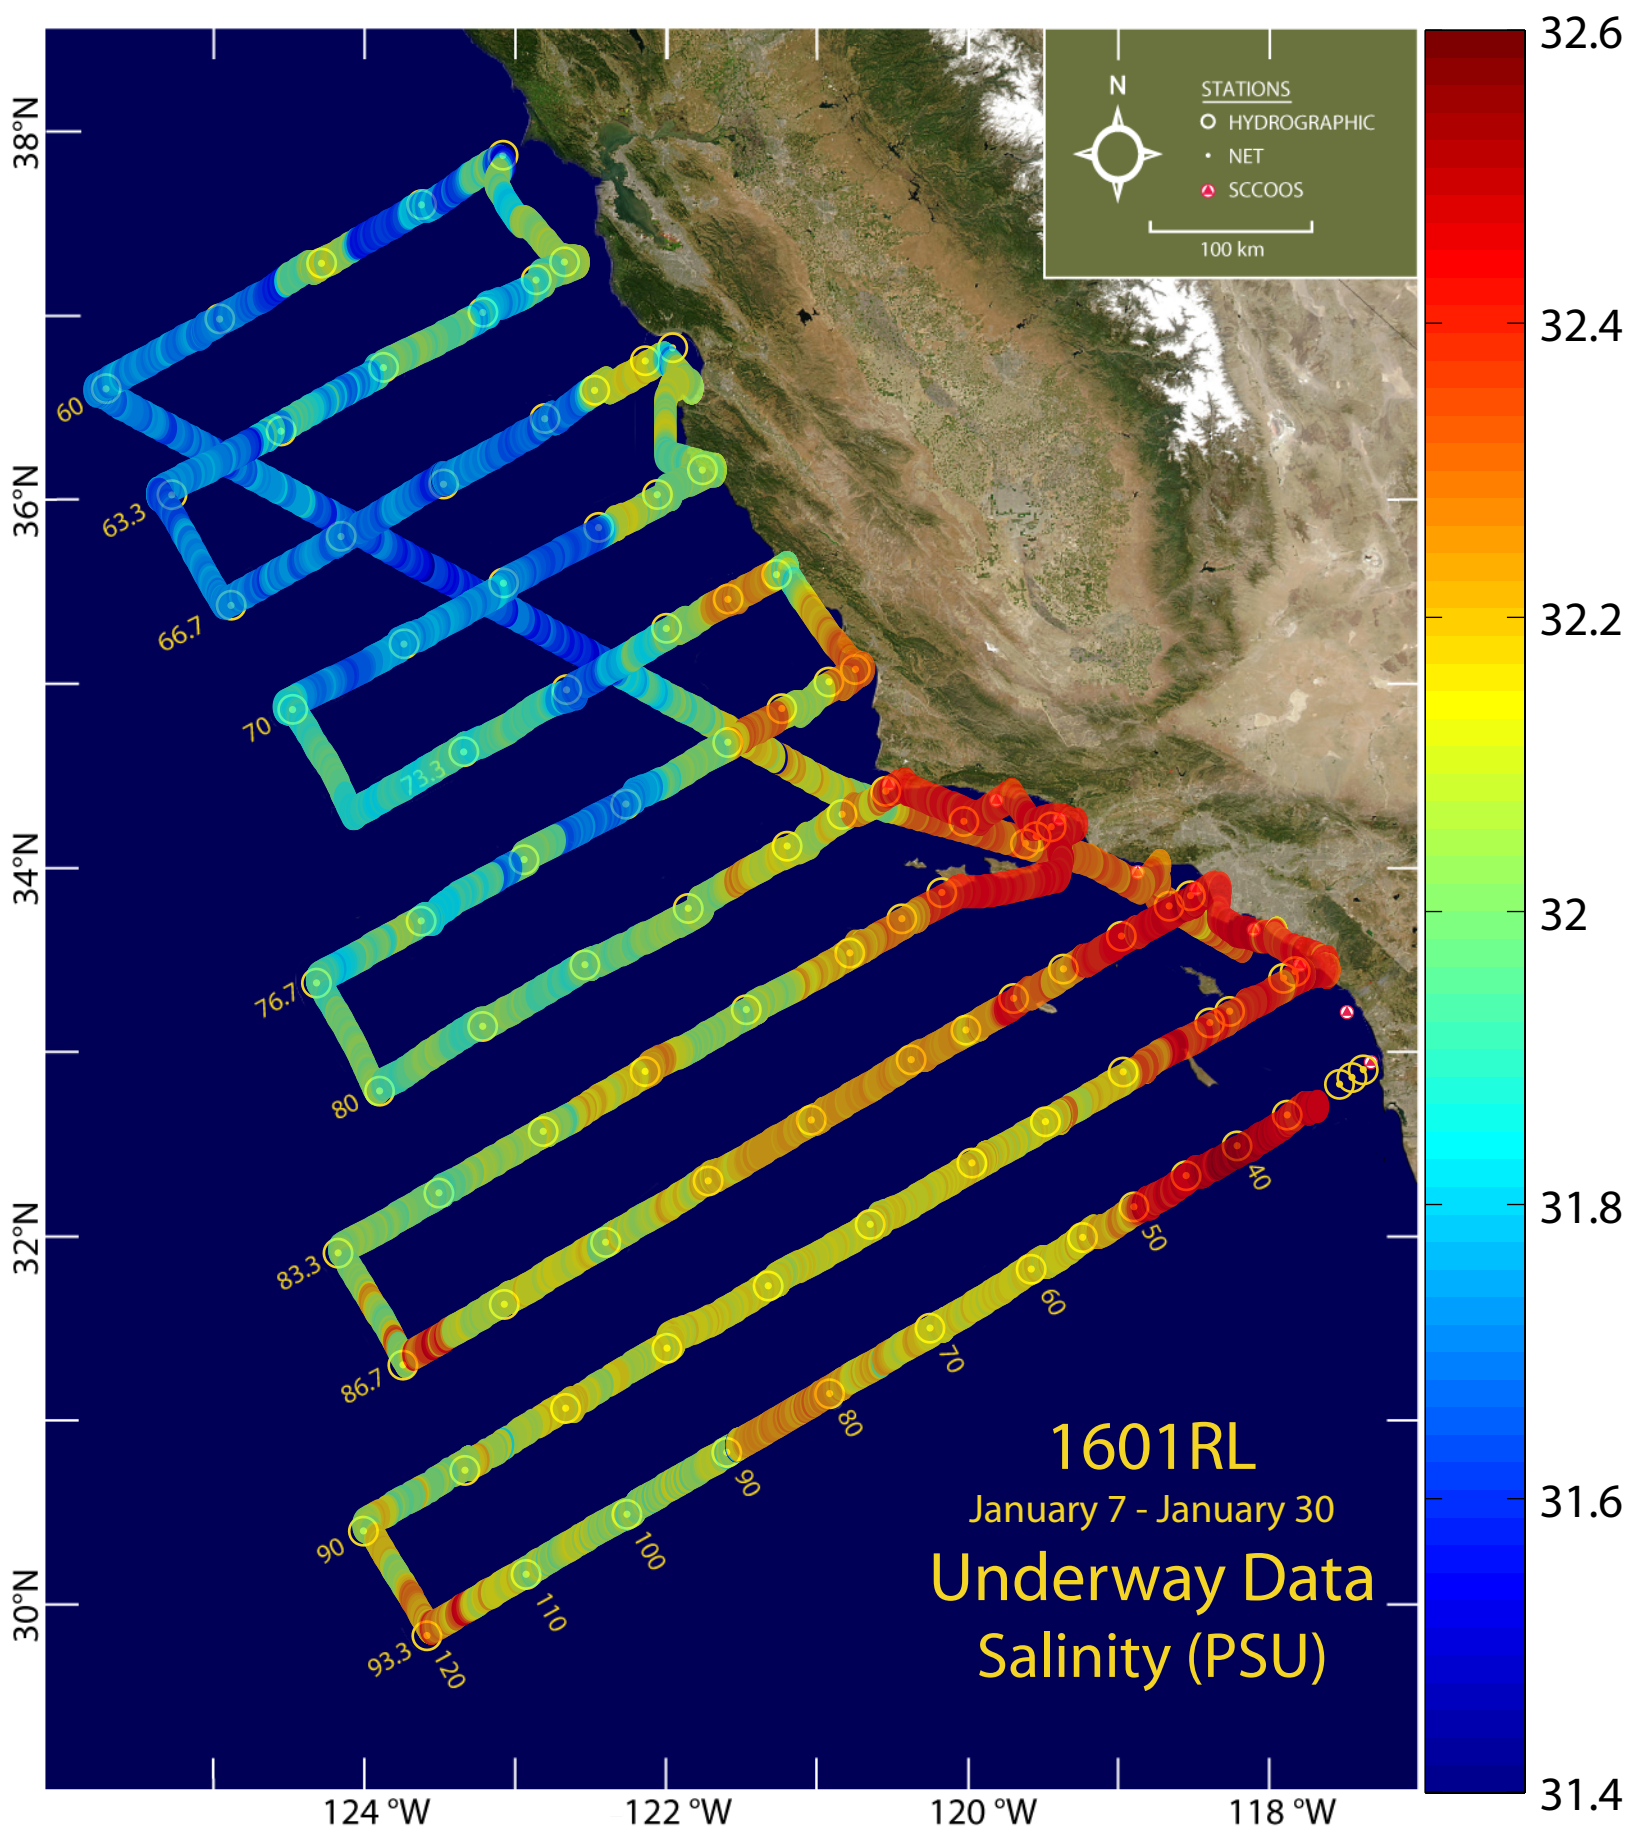 N
STATIONS
HYDROGRAPHIC
NET
SCCOOS
100 km
32.6
32.4
32.2
32
31.8
31.6
31.4
38°N
36°N
34°N
32°N
30°N
60
63.3
66.7
70
73.3
76.7
80
83.3
86.7
90
93.3
40
50
60
70
80
90
100
110
120
1601RL
January 7 - January 30
Underway Data
Salinity (PSU)
124 °W
122 °W
120 °W
118 °W